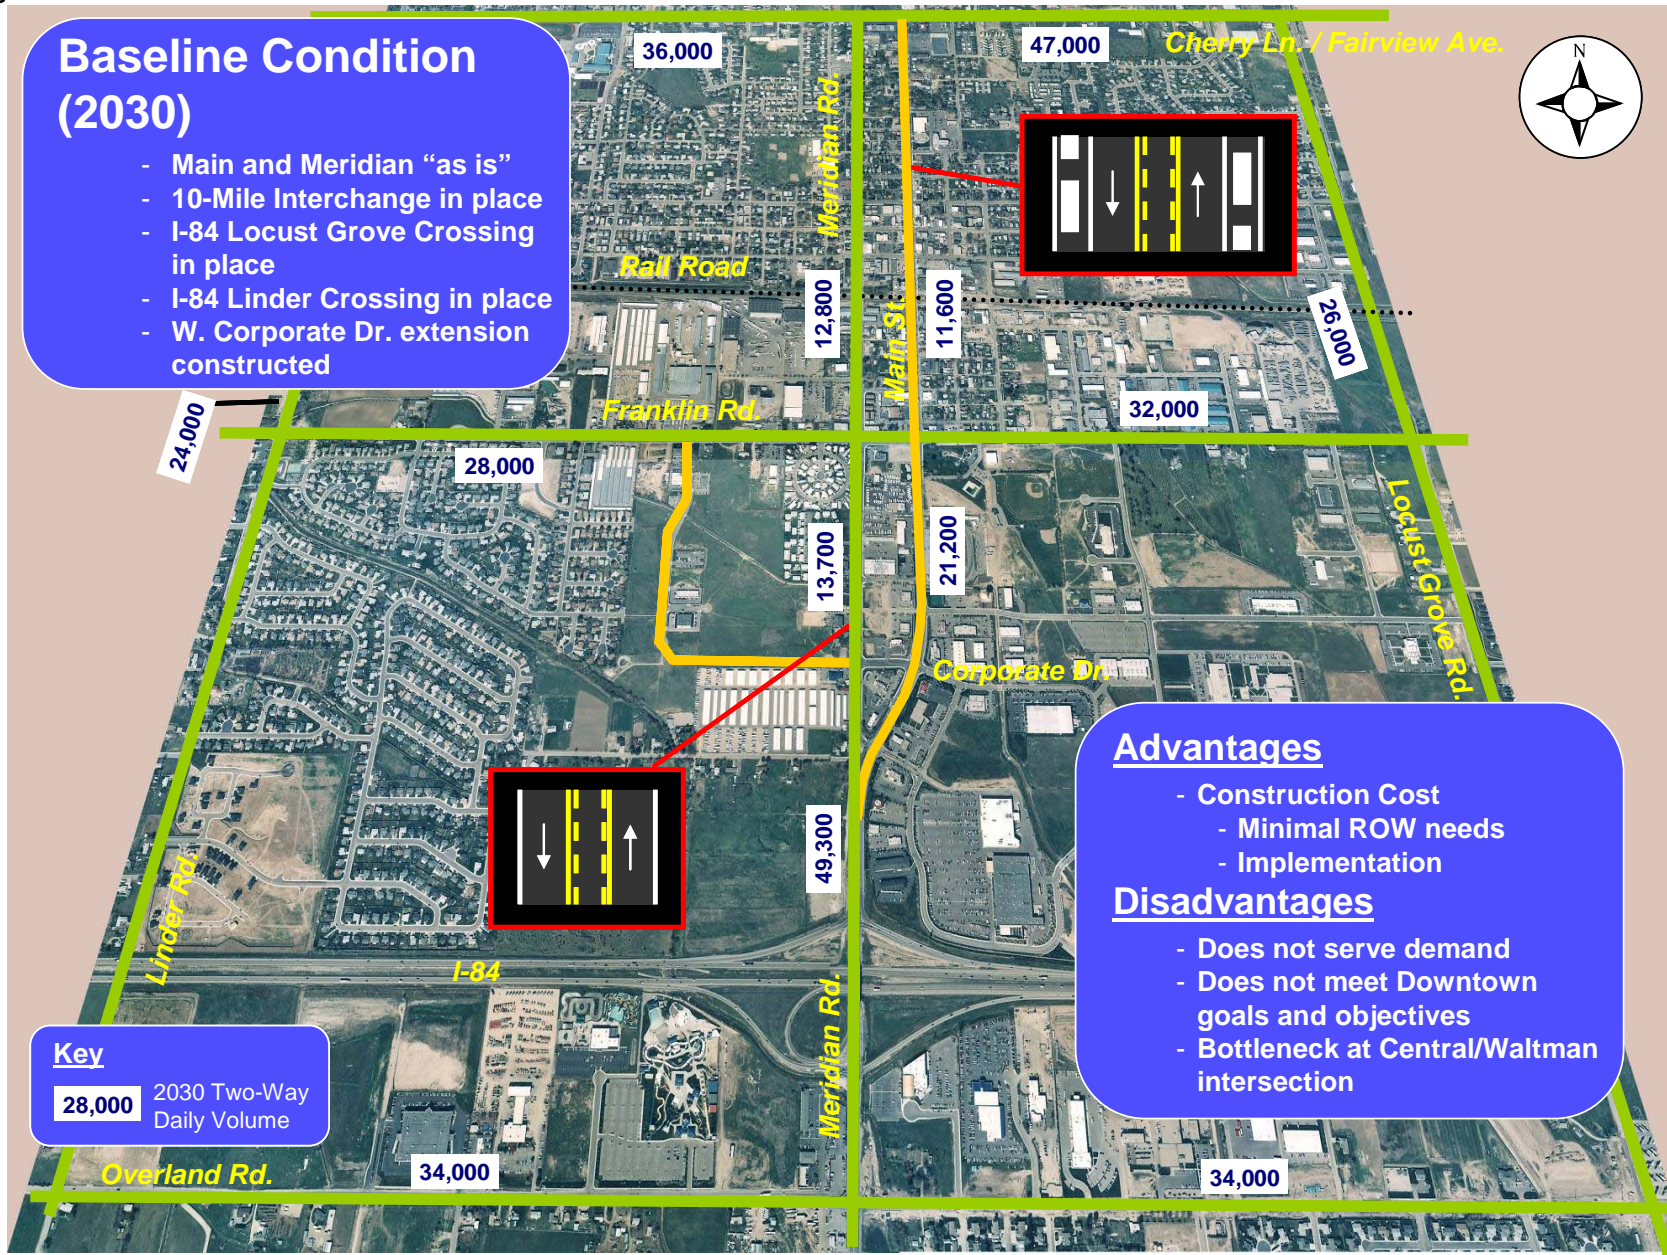 Baseline Condition
(2030)
- Main and Meridian “as is”
- 10-Mile Interchange in place
- I-84 Locust Grove Crossing
in place
- I-84 Linder Crossing in place
- W. Corporate Dr. extension
constructed
36,000
47,000
Cherry Ln. / Fairview Ave.
N
Meridian Rd.
Rail Road
12,800
Main St.
11,600
26,000
24,000
Franklin Rd.
32,000
28,000
13,700
21,200
Locust Grove Rd.
Corporate Dr.
49,300
Linder Rd.
I-84
Meridian Rd.
Advantages
- Construction Cost
- Minimal ROW needs
- Implementation
Disadvantages
- Does not serve demand
- Does not meet Downtown
goals and objectives
- Bottleneck at Central/Waltman
intersection
Key
28,000 2030 Two-Way
Daily Volume
Overland Rd.
34,000
34,000